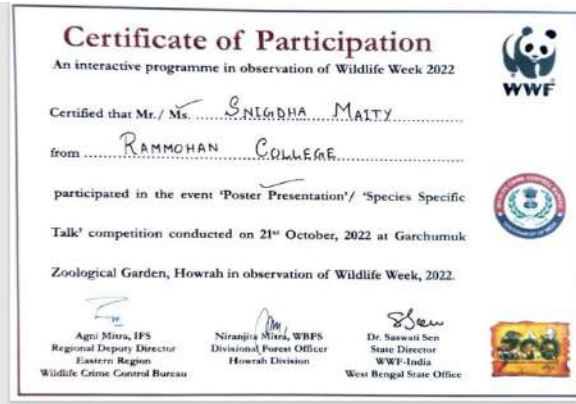 Certificate of Participation
An interactive programme in observation of Wildlife Week 2022
WWF
Certified that Mr./ Ms. SNIGDHA MAITY
from RAMMOHAN COLLEGE
participated in the event 'Poster Presentation'/ 'Species Specific
Talk' competition conducted on 21st October, 2022 at Garchumuk
Zoological Garden, Howrah in observation of Wildlife Week, 2022.
SSen
Agni Mitra, IFS
Regional Deputy Director
Eastern Region
Wildlife Crime Control Bureau
Niranjita Mitra, WBFS
Divisional Forest Officer
Howrah Division
Dr. Saswati Sen
State Director
WWF-India
West Bengal State Office